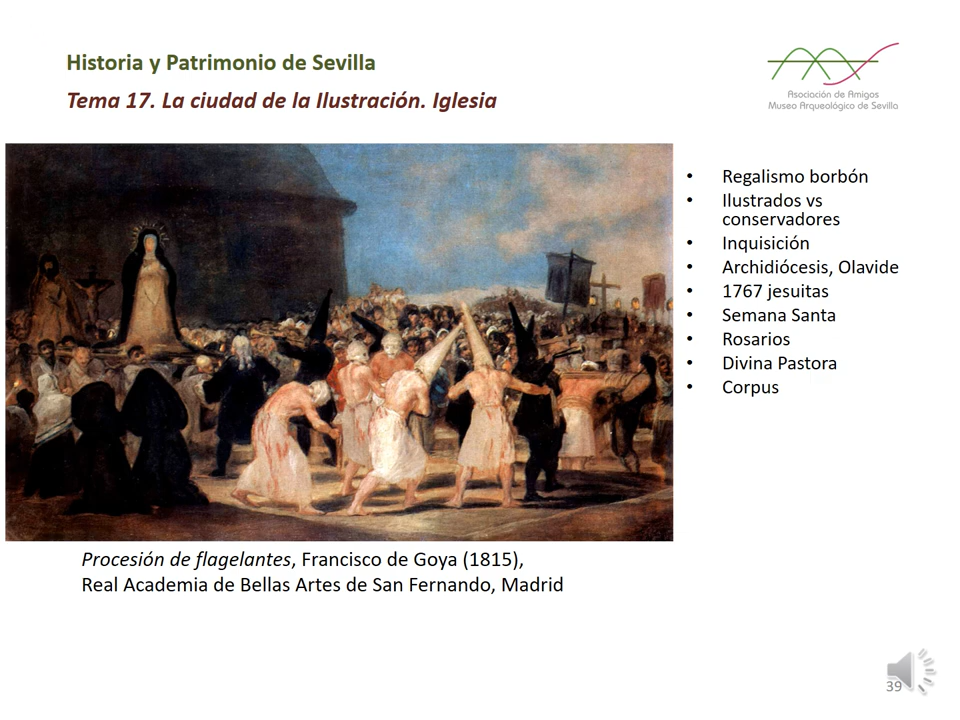 Historia y Patrimonio de Sevilla
Tema 17. La ciudad de la Ilustración. Iglesia
Asociación de Amigos
Museo Arqueológico de Sevilla
• Regalismo borbón
• Ilustrados vs
conservadores
• Inquisición
• Archidiócesis, Olavide
• 1767 jesuitas
• Semana Santa
• Rosarios
• Divina Pastora
• Corpus
Procesión de flagelantes, Francisco de Goya (1815),
Real Academia de Bellas Artes de San Fernando, Madrid
39